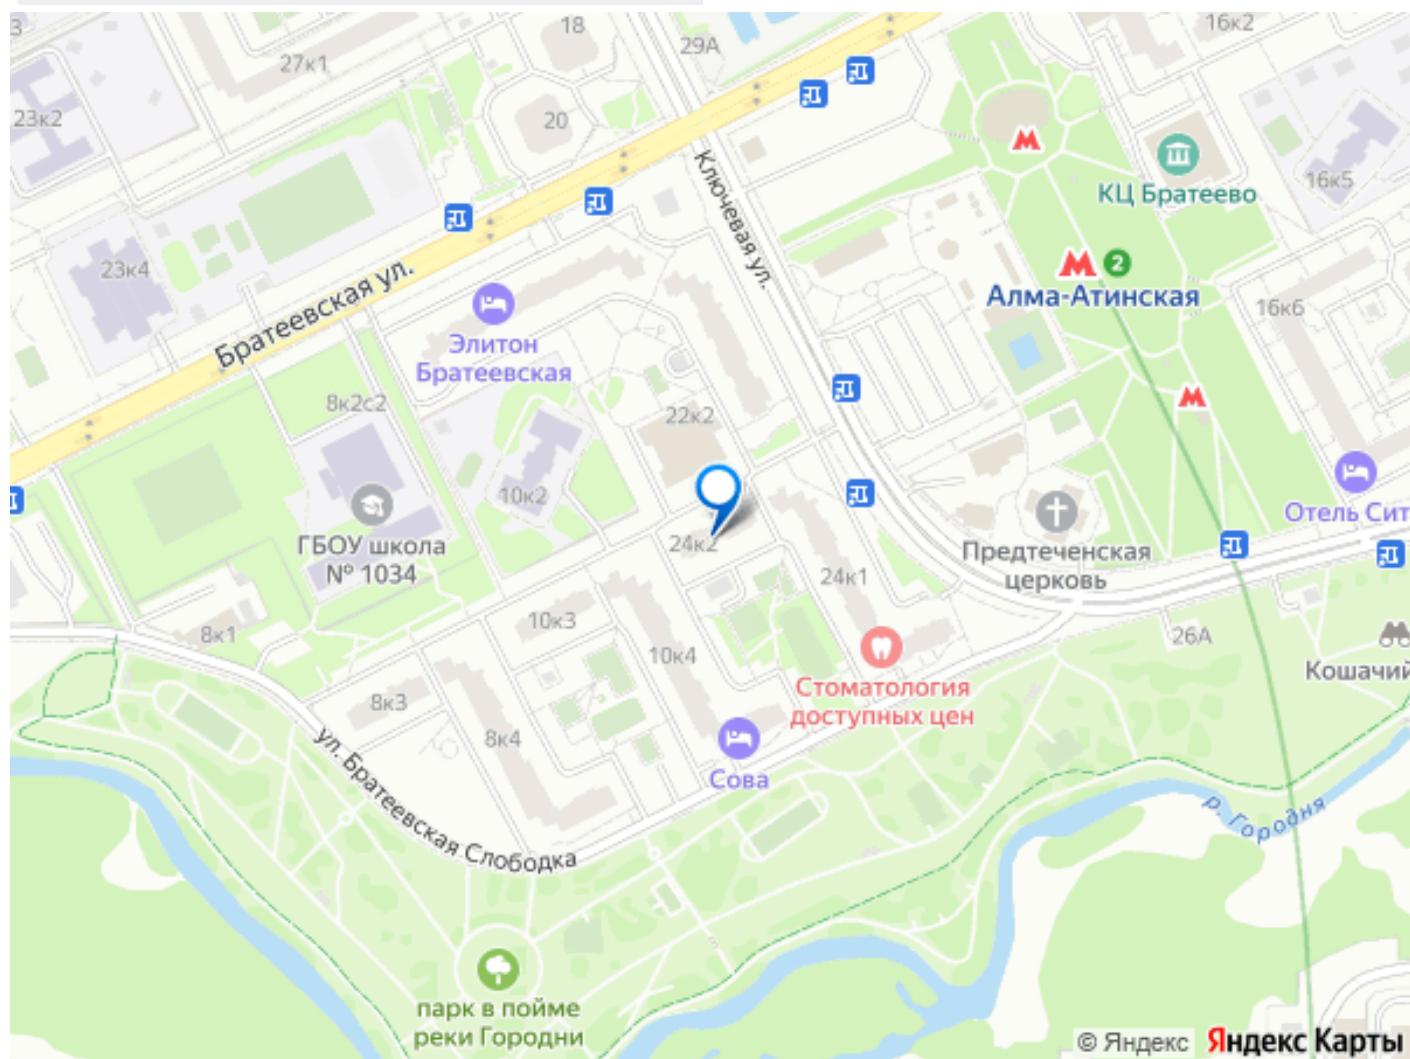 3
27к1
18
29А
16к2
23к2
20
Ключевая ул.
КЦ Братеево
16к5
23к4
Братеевская ул.
2
Алма-Атинская
16к6
Элитон
Братеевская
8к2с2
22к2
10к2
ГБОУ школа
№ 1034
24к2
24к1
Предтеченская
церковь
Отель Сит
8к1
10к3
10к4
26А
Кошачий
8к3
8к4
Стоматология
доступных цен
Сова
ул. Братеевская Слободка
р. Городня
парк в пойме
реки Городни
© Яндекс Яндекс Карты